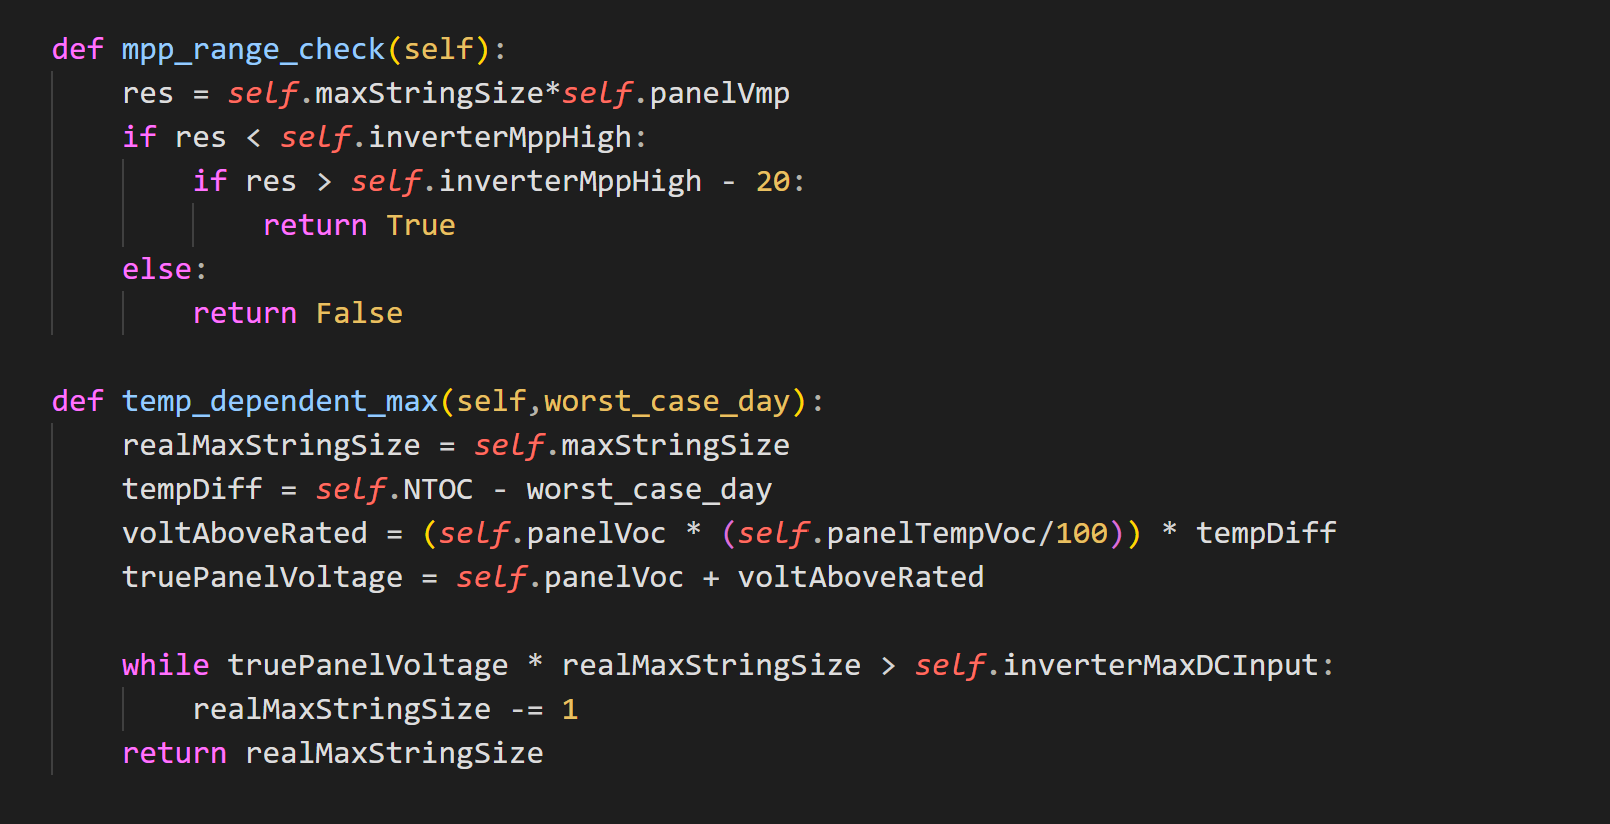 def mpp_range_check(self):
    res = self.maxStringSize*self.panelVmp
    if res < self.inverterMppHigh:
        if res > self.inverterMppHigh - 20:
            return True
    else:
        return False

def temp_dependent_max(self,worst_case_day):
    realMaxStringSize = self.maxStringSize
    tempDiff = self.NTOC - worst_case_day
    voltAboveRated = (self.panelVoc * (self.panelTempVoc/100)) * tempDiff
    truePanelVoltage = self.panelVoc + voltAboveRated

    while truePanelVoltage * realMaxStringSize > self.inverterMaxDCInput:
        realMaxStringSize -= 1
    return realMaxStringSize